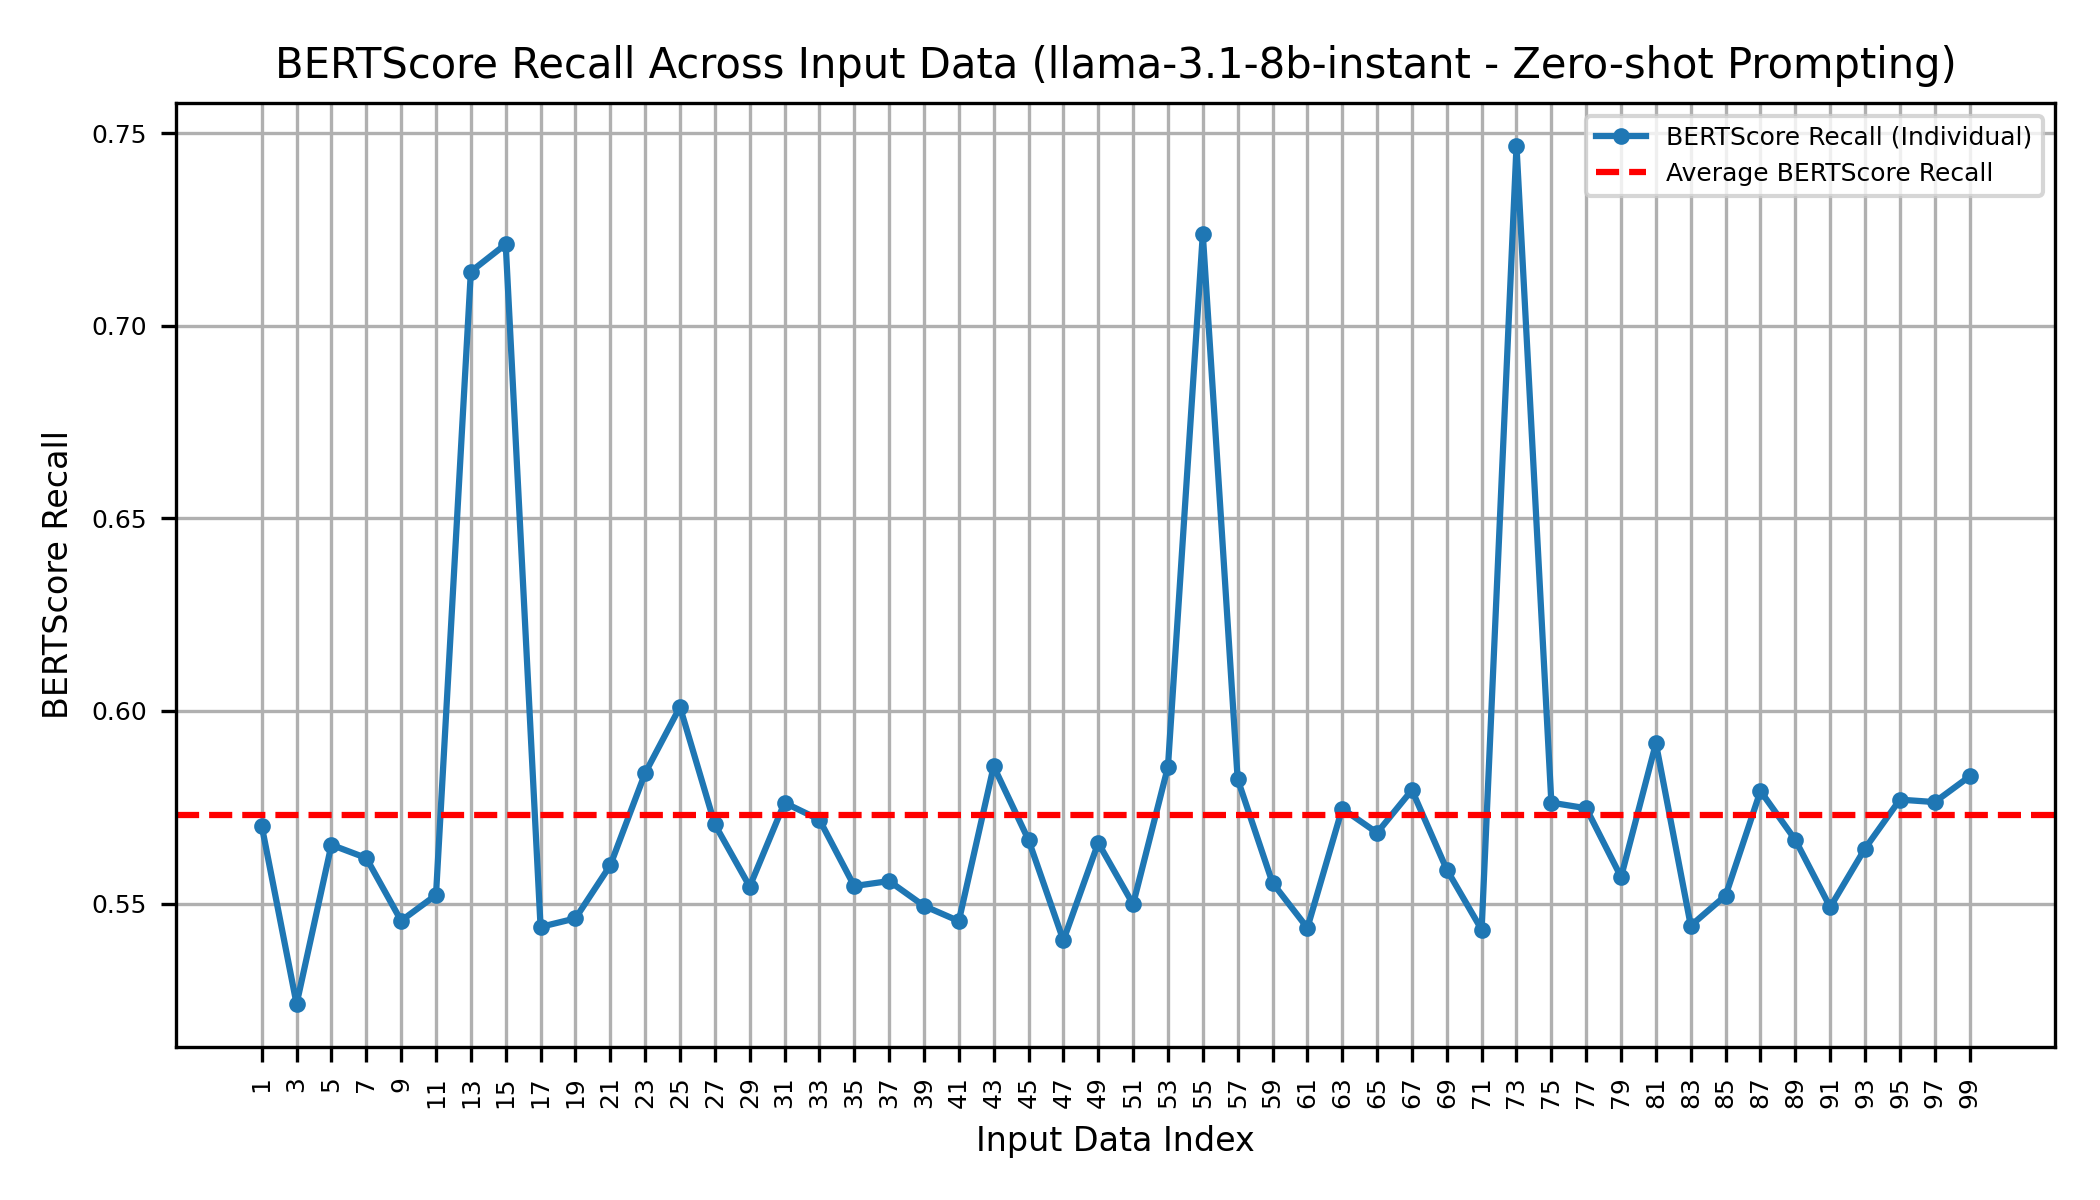 BERTScore Recall Across Input Data (llama-3.1-8b-instant - Zero-shot Prompting)
BERTScore Recall (Individual)
Average BERTScore Recall
BERTScore Recall
0.75
0.70
0.65
0.60
0.55
1 3 5 7 9 11 13 15 17 19 21 23 25 27 29 31 33 35 37 39 41 43 45 47 49 51 53 55 57 59 61 63 65 67 69 71 73 75 77 79 81 83 85 87 89 91 93 95 97 99
Input Data Index